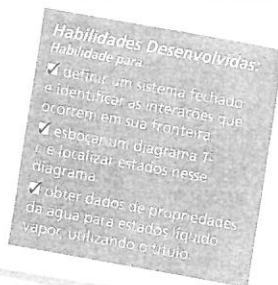 Habilidades Desenvolvidas:
Habilidade para
✓ definir um sistema fechado
e identificar as interações que
ocorrem em sua fronteira.
✓ esboçar um diagrama T-
e localizar estados nesse
diagrama.
✓ obter dados de propriedades
da água para estados líquido
vapor, utilizando o título.